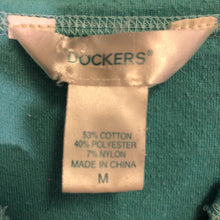 DOCKERS®
53% COTTON
40% POLYESTER
7% NYLON
MADE IN CHINA
M